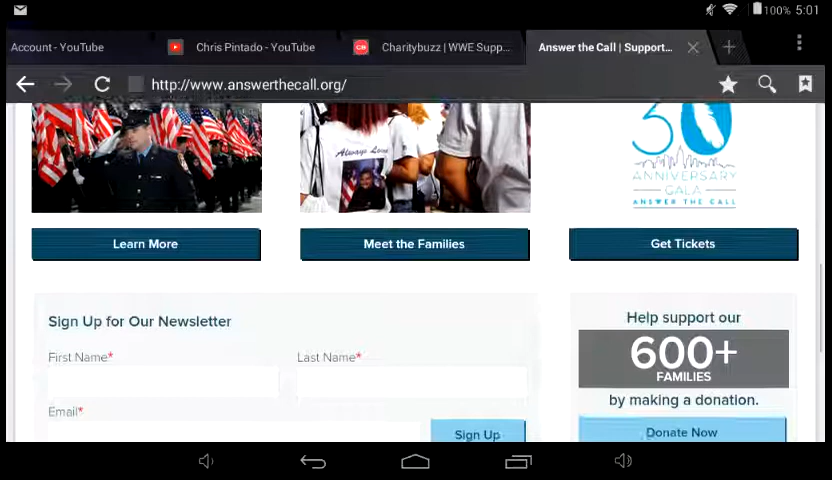 100% 5:01
Account - YouTube
Chris Pintado - YouTube
CB
Charitybuzz | WWE Supp...
Answer the Call | Support...
http://www.answerthecall.org/
Always Lov
30
ANNIVERSARY
GALA
ANSWER THE CALL
Learn More
Meet the Families
Get Tickets
Sign Up for Our Newsletter
First Name*
Last Name*
Email*
Sign Up
Help support our
600+
FAMILIES
by making a donation.
Donate Now